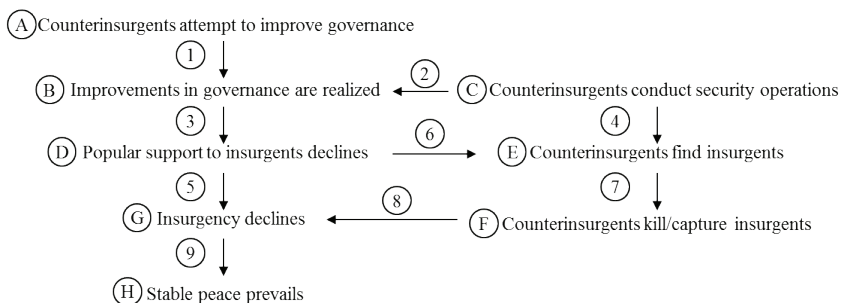 A Counterinsurgents attempt to improve governance
1
2
B Improvements in governance are realized C Counterinsurgents conduct security operations
3 4
6
D Popular support to insurgents declines E Counterinsurgents find insurgents
5 7
8
G Insurgency declines F Counterinsurgents kill/capture insurgents
9
H Stable peace prevails